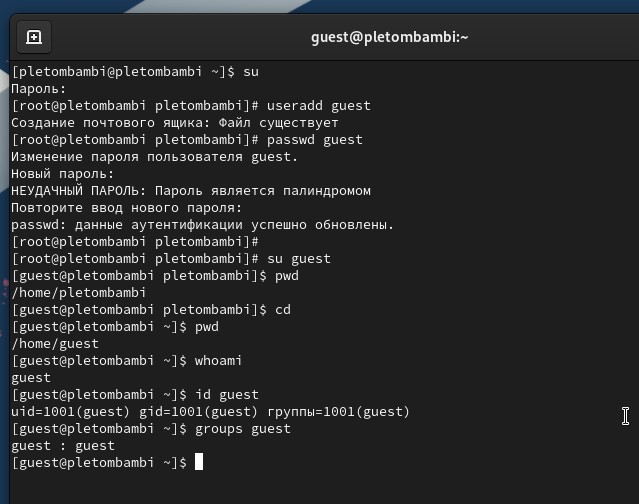 guest@pletombambi:~
[pletombambi@pletombambi ~]$ su
Пароль:
[root@pletombambi pletombambi]# useradd guest
Создание почтового ящика: Файл существует
[root@pletombambi pletombambi]# passwd guest
Изменение пароля пользователя guest.
Новый пароль:
НЕУДАЧНЫЙ ПАРОЛЬ: Пароль является палиндромом
Повторите ввод нового пароля:
passwd: данные аутентификации успешно обновлены.
[root@pletombambi pletombambi]#
[root@pletombambi pletombambi]# su guest
[guest@pletombambi pletombambi]$ pwd
/home/pletombambi
[guest@pletombambi pletombambi]$ cd
[guest@pletombambi ~]$ pwd
/home/guest
[guest@pletombambi ~]$ whoami
guest
[guest@pletombambi ~]$ id guest
uid=1001(guest) gid=1001(guest) группы=1001(guest)
[guest@pletombambi ~]$ groups guest
guest : guest
[guest@pletombambi ~]$